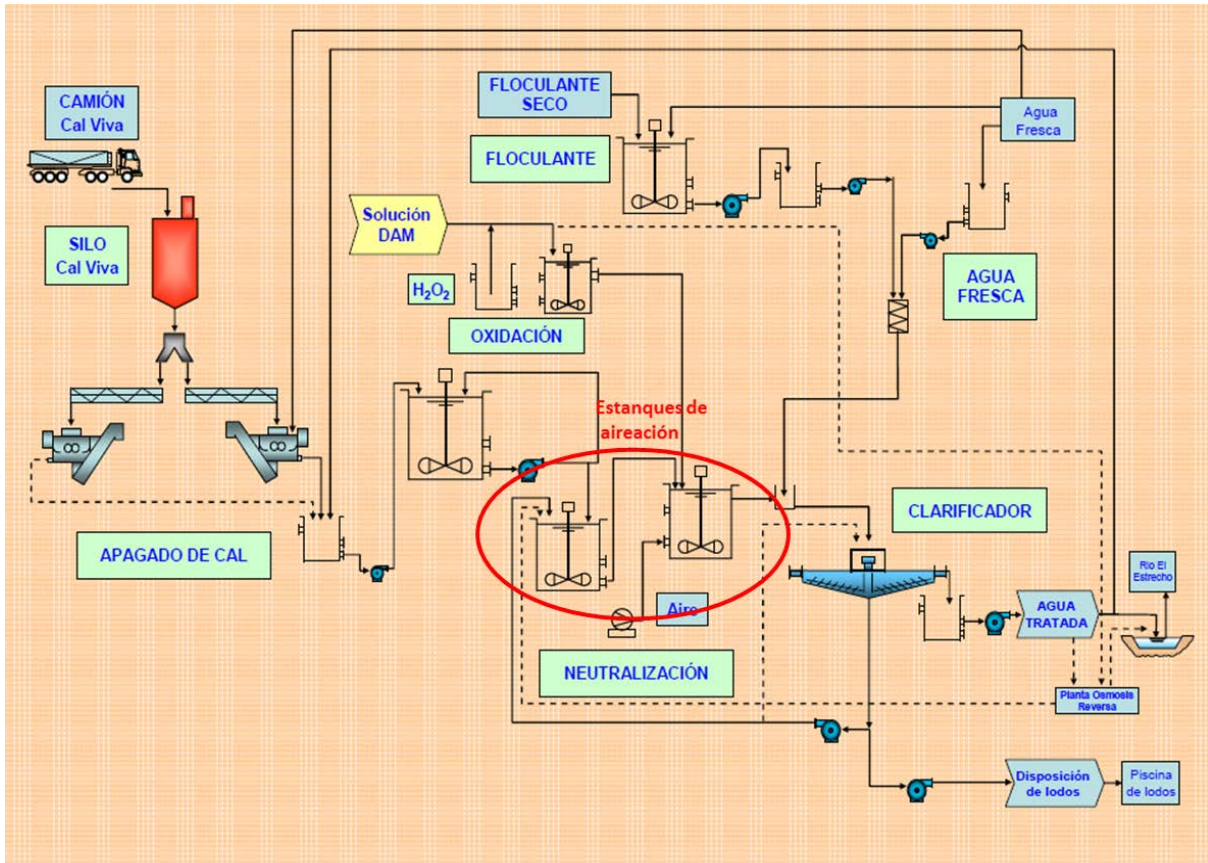 CAMIÓN
Cal Viva
FLOCULANTE
SECO
Agua
Fresca
FLOCULANTE
Solución
DAM
SILO
Cal Viva
H₂O₂
AGUA
FRESCA
OXIDACIÓN
Estanques de
aireación
CLARIFICADOR
APAGADO DE CAL
Rio El
Estrecho
Aire
AGUA
TRATADA
NEUTRALIZACIÓN
Planta Osmosis
Reversa
Disposición
de lodos
Piscina
de lodos